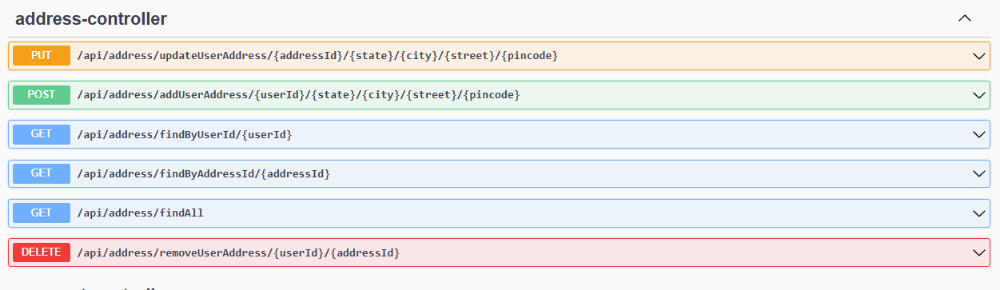 address-controller
PUT /api/address/updateUserAddress/{addressId}/{state}/{city}/{street}/{pincode}
POST /api/address/addUserAddress/{userId}/{state}/{city}/{street}/{pincode}
GET /api/address/findByUserId/{userId}
GET /api/address/findByAddressId/{addressId}
GET /api/address/findAll
DELETE /api/address/removeUserAddress/{userId}/{addressId}